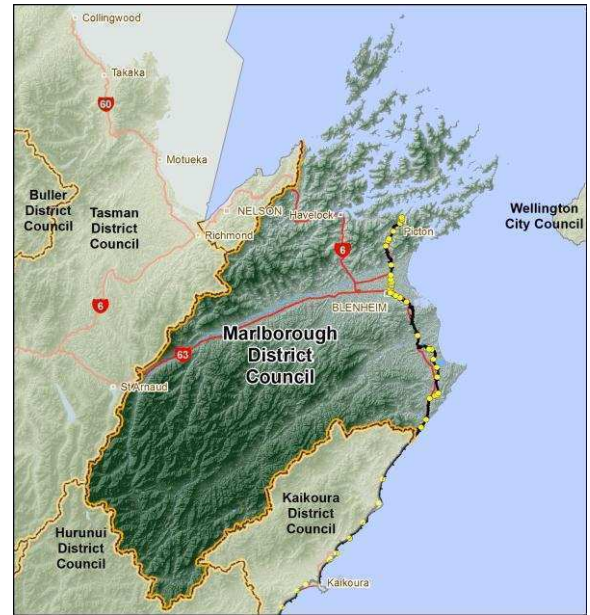 Collingwood
Takaka
60
Motueka
Buller
District
Council
Tasman
District
Council
NELSON
Havelock
Richmond
Picton
Wellington
City Council
6
6
BLENHEIM
Marlborough
District
Council
63
St Arnaud
Kaikoura
District
Council
Hurunui
District
Council
Kaikoura